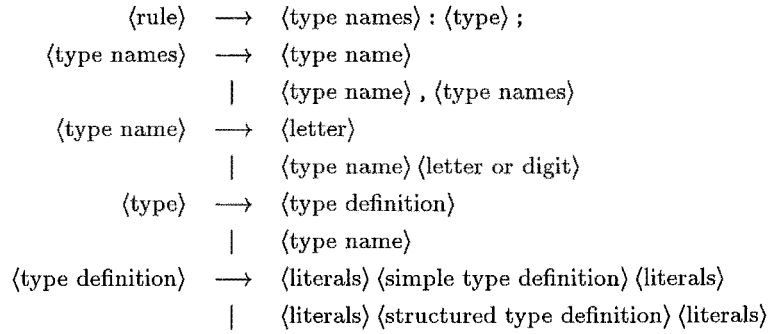 ⟨rule⟩ ⟶ ⟨type names⟩ : ⟨type⟩ ;
⟨type names⟩ ⟶ ⟨type name⟩
| ⟨type name⟩ , ⟨type names⟩
⟨type name⟩ ⟶ ⟨letter⟩
| ⟨type name⟩ ⟨letter or digit⟩
⟨type⟩ ⟶ ⟨type definition⟩
| ⟨type name⟩
⟨type definition⟩ ⟶ ⟨literals⟩ ⟨simple type definition⟩ ⟨literals⟩
| ⟨literals⟩ ⟨structured type definition⟩ ⟨literals⟩